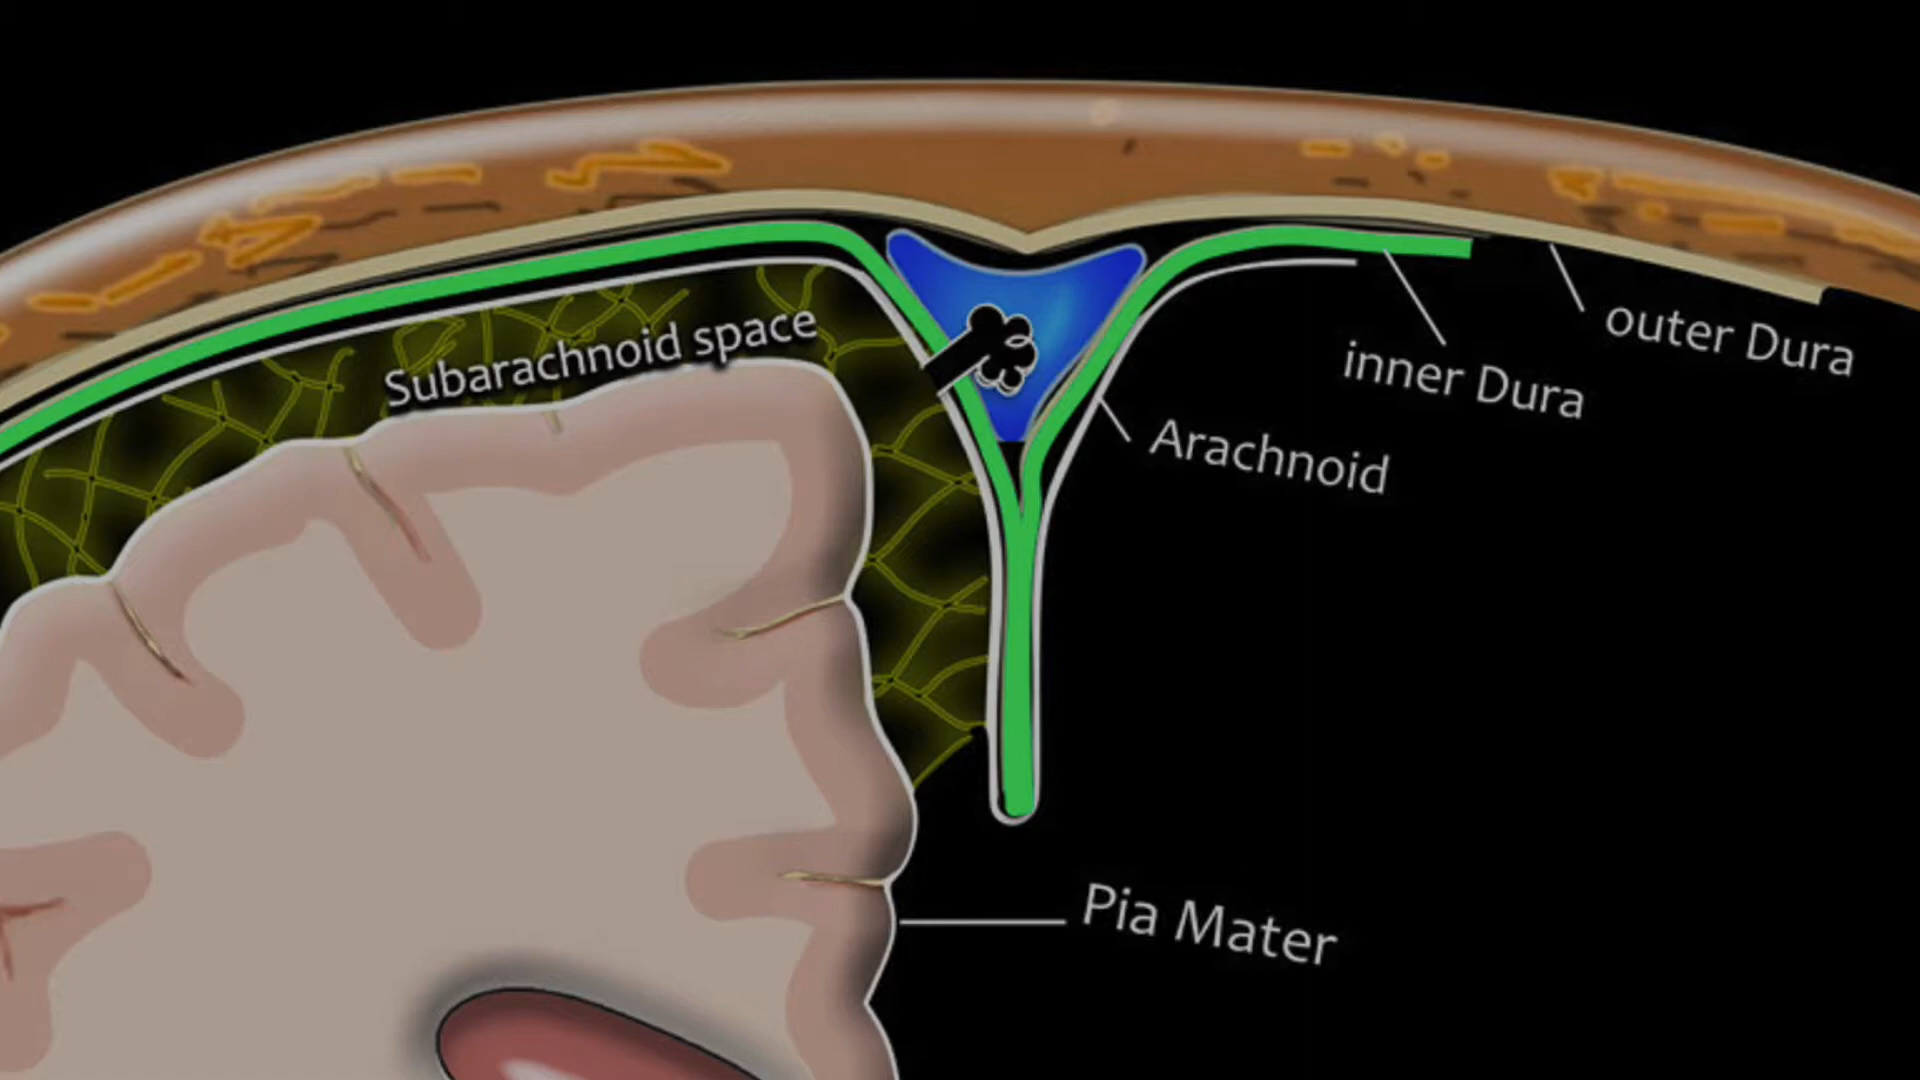 Subarachnoid space
outer Dura
inner Dura
Arachnoid
Pia Mater